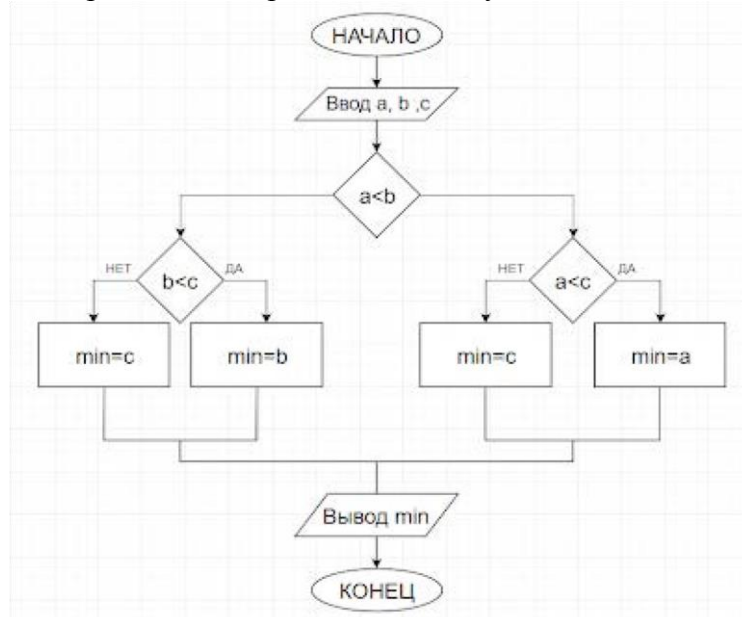 НАЧАЛО
Ввод a, b ,c
a<b
НЕТ
b<c
ДА
НЕТ
a<c
ДА
min=c
min=b
min=c
min=a
Вывод min
КОНЕЦ